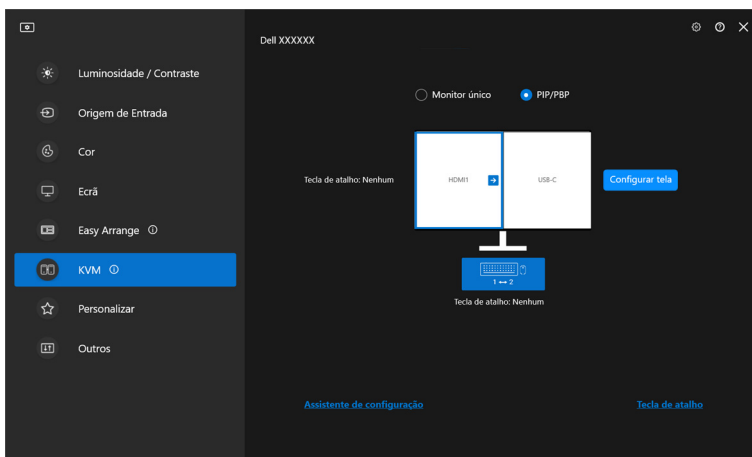 Dell XXXXXX
Luminosidade / Contraste
Origem de Entrada
Cor
Ecrã
Easy Arrange
KVM
Personalizar
Outros
Monitor único
PIP/PBP
Tecla de atalho: Nenhum
HDMI1
USB-C
Configurar tela
1 ↔ 2
Tecla de atalho: Nenhum
Assistente de configuração
Tecla de atalho